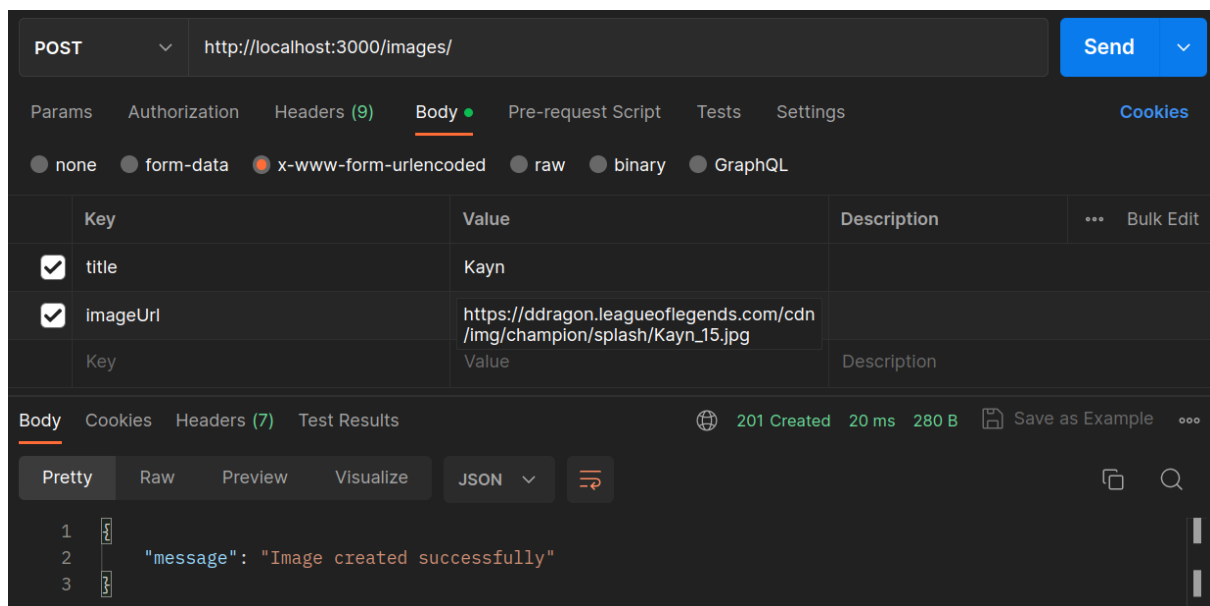 POST http://localhost:3000/images/ Send
Params Authorization Headers (9) Body Pre-request Script Tests Settings Cookies
none form-data x-www-form-urlencoded raw binary GraphQL
Key Value Description Bulk Edit
title Kayn
imageUrl https://ddragon.leagueoflegends.com/cdn
/img/champion/splash/Kayn_15.jpg
Key Value Description
Body Cookies Headers (7) Test Results 201 Created 20 ms 280 B Save as Example
Pretty Raw Preview Visualize JSON
1 {
2 "message": "Image created successfully"
3 }